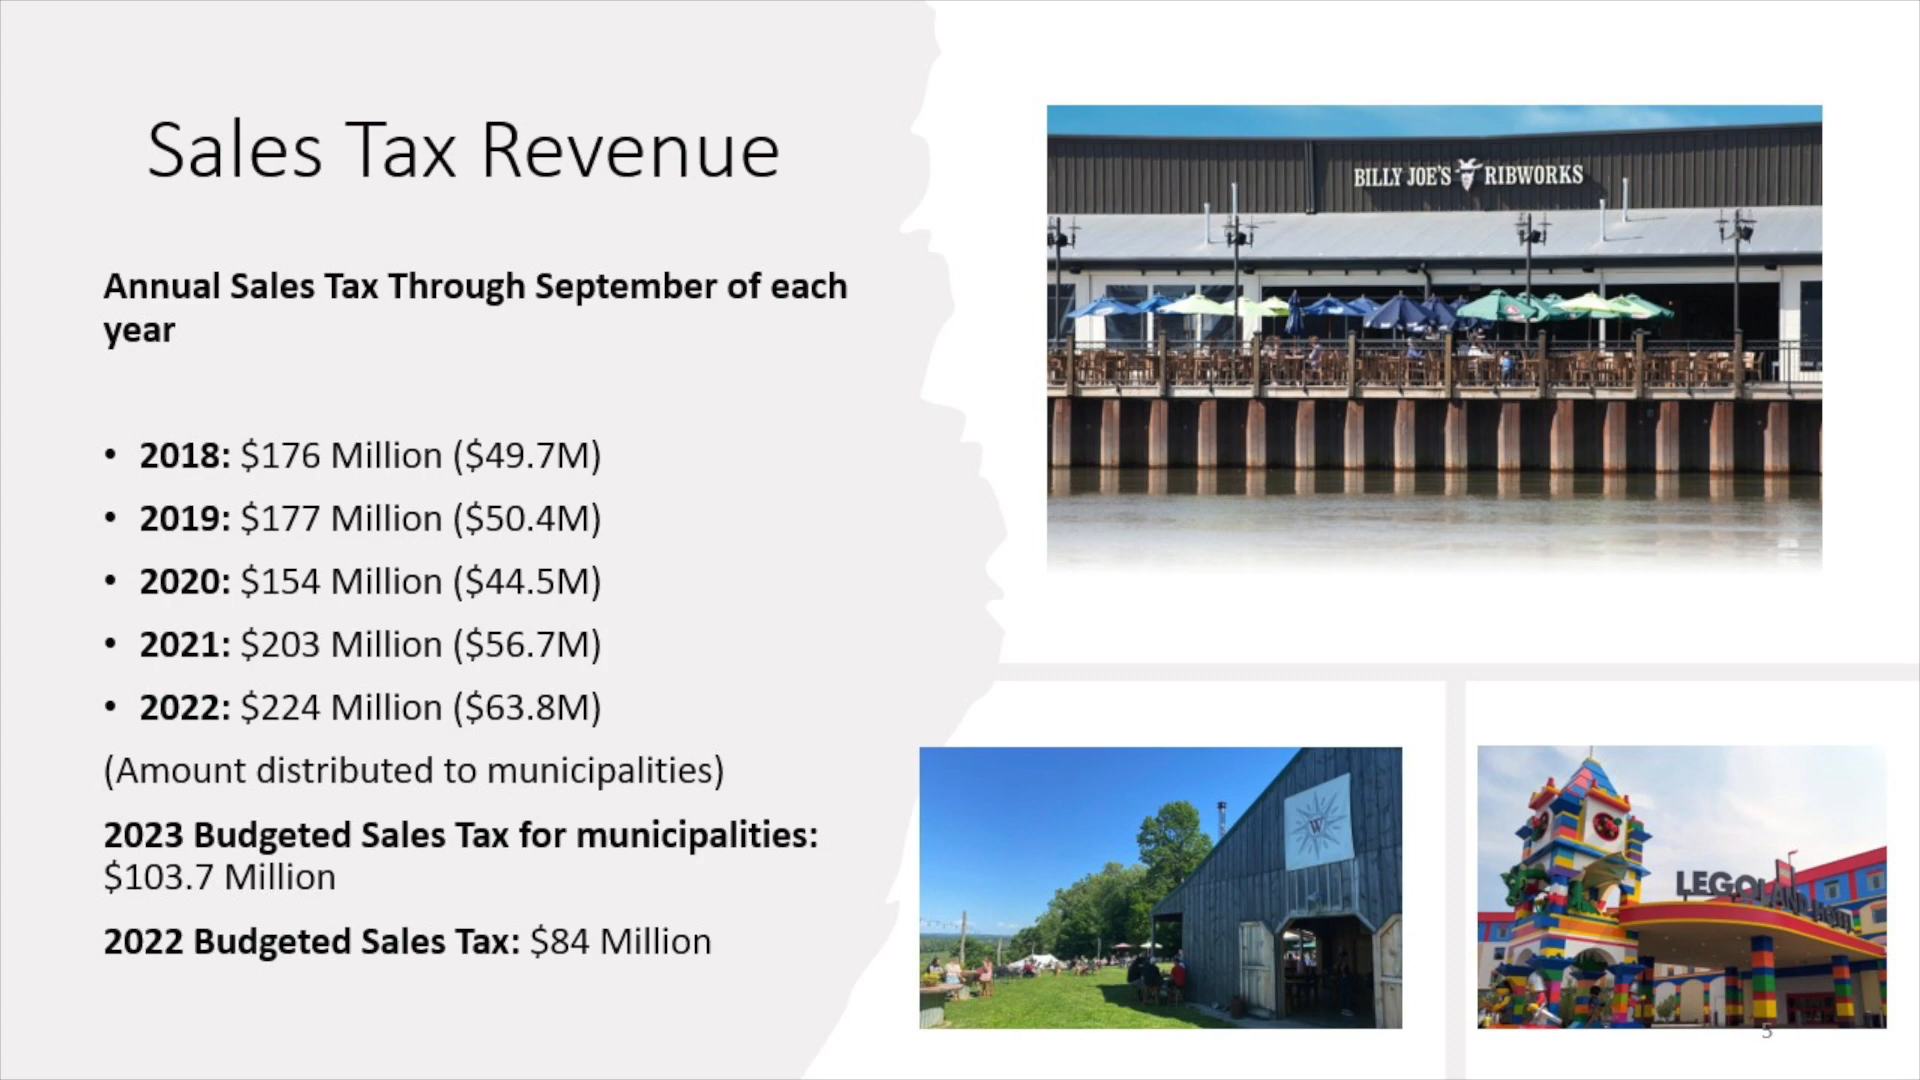 Sales Tax Revenue
Annual Sales Tax Through September of each
year
• 2018: $176 Million ($49.7M)
• 2019: $177 Million ($50.4M)
• 2020: $154 Million ($44.5M)
• 2021: $203 Million ($56.7M)
• 2022: $224 Million ($63.8M)
(Amount distributed to municipalities)
2023 Budgeted Sales Tax for municipalities:
$103.7 Million
2022 Budgeted Sales Tax: $84 Million
BILLY JOE'S RIBWORKS
W
LEGOLAND HOTEL
5